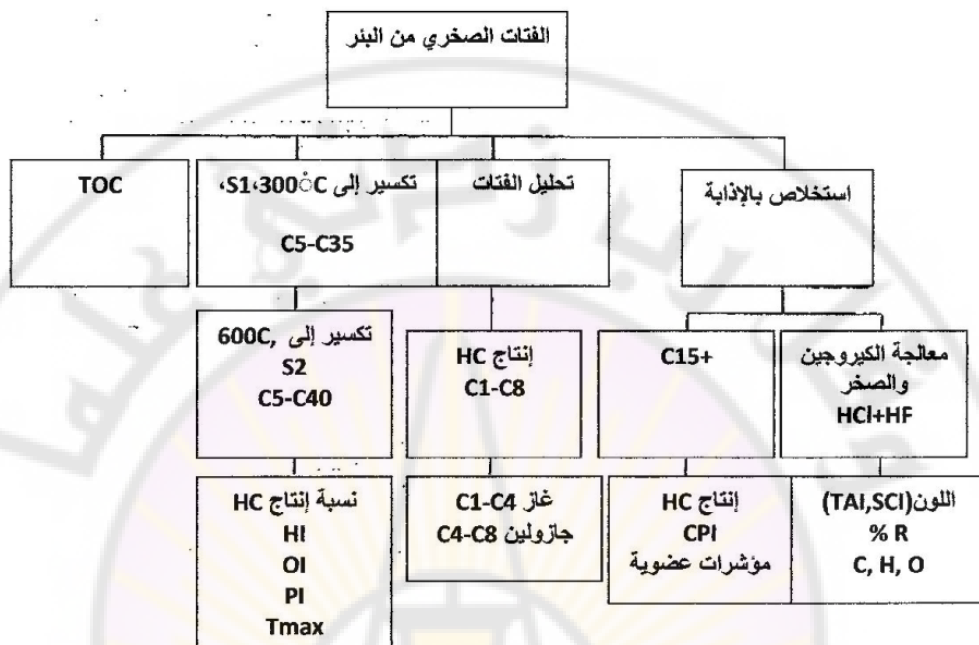 الفتات الصخري من البئر
استخلاص بالإذابة
تحليل الفتات
تكسير إلى S1،300°C،
C5-C35
TOC
معالجة الكيروجين
والصخر
HCl+HF
C15+
إنتاج HC
C1-C8
تكسير إلى 600C,
S2
C5-C40
اللون(TAI,SCI)
% R
C, H, O
إنتاج HC
CPI
مؤشرات عضوية
غاز C1-C4
جازولين C4-C8
نسبة إنتاج HC
HI
OI
PI
Tmax